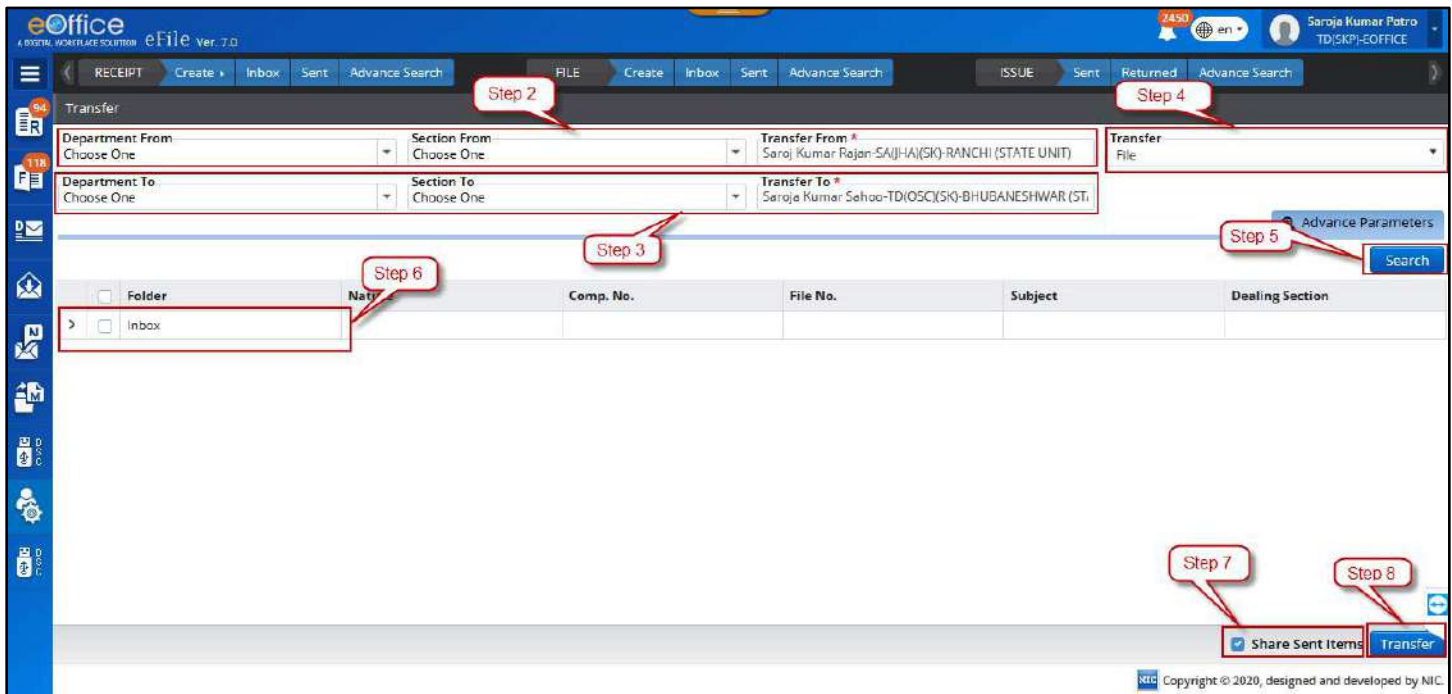 eOffice
A DIGITAL WORKPLACE SOLUTION eFile Ver. 7.0
2450
en
Saroja Kumar Patro
TD(SKP)-EOFFICE
RECEIPT Create Inbox Sent Advance Search FILE Create Inbox Sent Advance Search ISSUE Sent Returned Advance Search
94
R
Transfer
Step 2
Step 4
Department From Section From Transfer From * Transfer
Choose One Choose One Saroj Kumar Rajan-SA(JHA)(SK)-RANCHI (STATE UNIT) File
118
F
Department To Section To Transfer To *
Choose One Choose One Saroja Kumar Sahoo-TD(OSC)(SK)-BHUBANESHWAR (ST
D
Advance Parameters
Step 3
Step 5
Search
Step 6
Folder Comp. No. File No. Subject Dealing Section
Inbox
N
M
DSC
DSC
Step 7
Step 8
Share Sent Items Transfer
NIC Copyright © 2020, designed and developed by NIC.